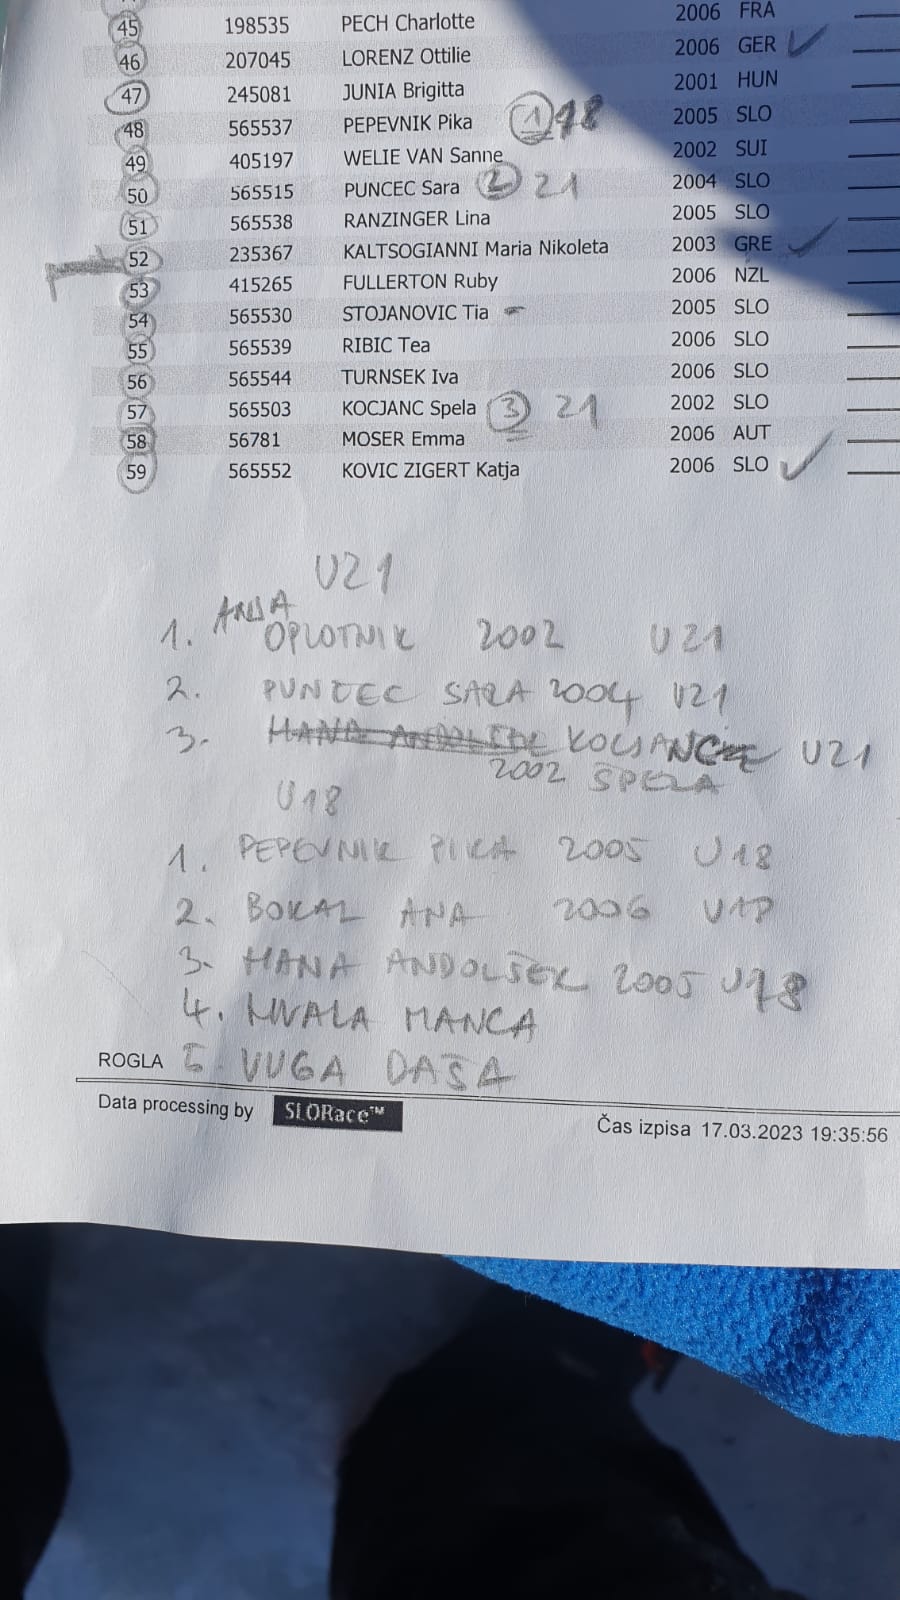 45 198535 PECH Charlotte 2006 FRA
46 207045 LORENZ Ottilie 2006 GER ✓
47 245081 JUNIA Brigitta 2001 HUN
48 565537 PEPEVNIK Pika 1 18 2005 SLO
49 405197 WELIE VAN Sanne 2002 SUI
50 565515 PUNCEC Sara 2 21 2004 SLO
51 565538 RANZINGER Lina 2005 SLO
52 235367 KALTSOGIANNI Maria Nikoleta 2003 GRE ✓
53 415265 FULLERTON Ruby 2006 NZL
54 565530 STOJANOVIC Tia 2005 SLO
55 565539 RIBIC Tea 2006 SLO
56 565544 TURNSEK Iva 2006 SLO
57 565503 KOCJANC Spela 3 21 2002 SLO
58 56781 MOSER Emma 2006 AUT
59 565552 KOVIC ZIGERT Katja 2006 SLO ✓
U21
1. ANJA OPLOTNIK 2002 U21
2. PUNCEC SARA 2004 U21
3. KOCJANC U21
2002 ŠPELA
U18
1. PEPEVNIK PIKA 2005 U18
2. BOKAL ANA 2006 U18
3. HANA ANDOLŠEK 2005 U18
4. HVALA MANCA
5. VUGA DAŠA
ROGLA
Data processing by SLORace™
Čas izpisa 17.03.2023 19:35:56